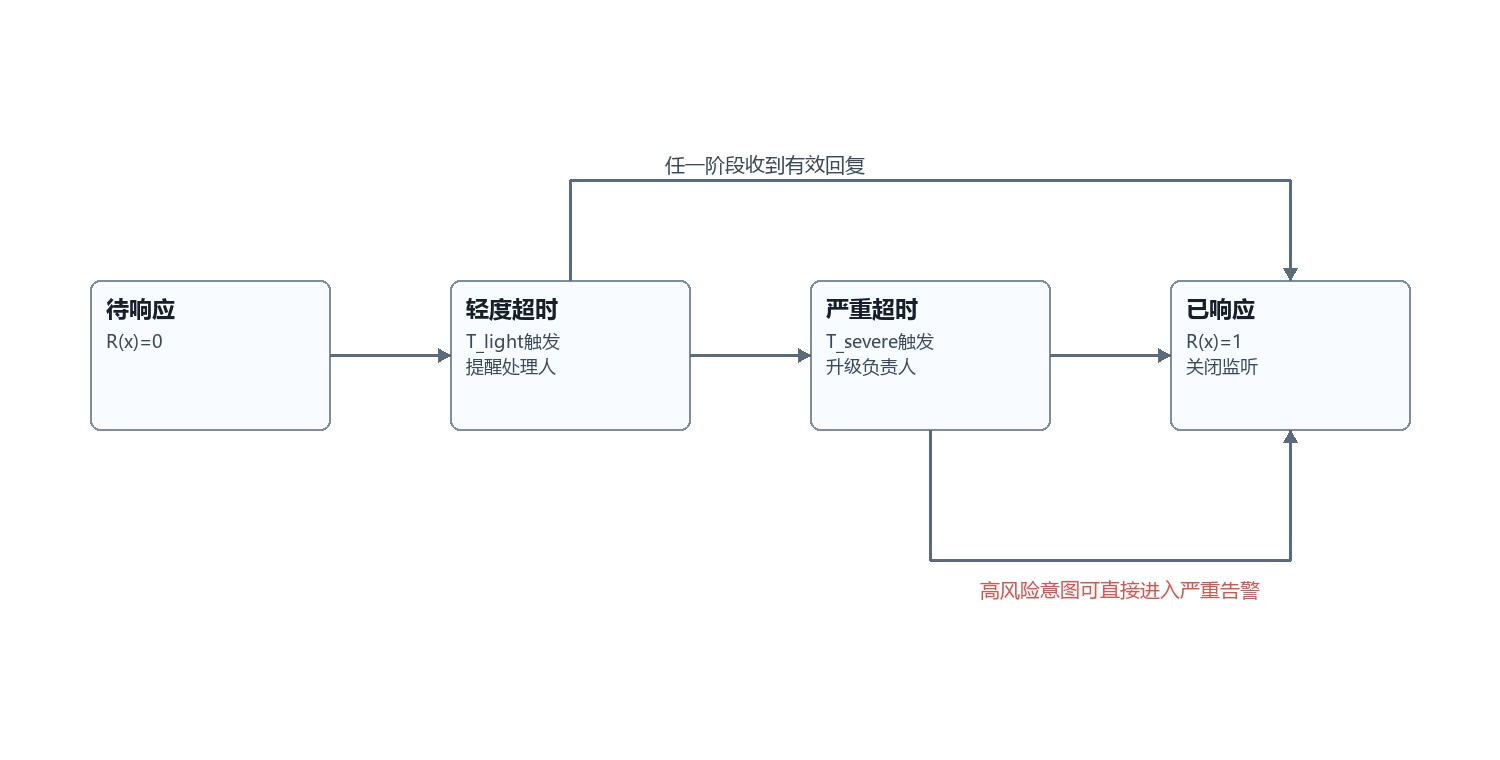 任一阶段收到有效回复
待响应
R(x)=0
轻度超时
T_light触发
提醒处理人
严重超时
T_severe触发
升级负责人
已响应
R(x)=1
关闭监听
高风险意图可直接进入严重告警